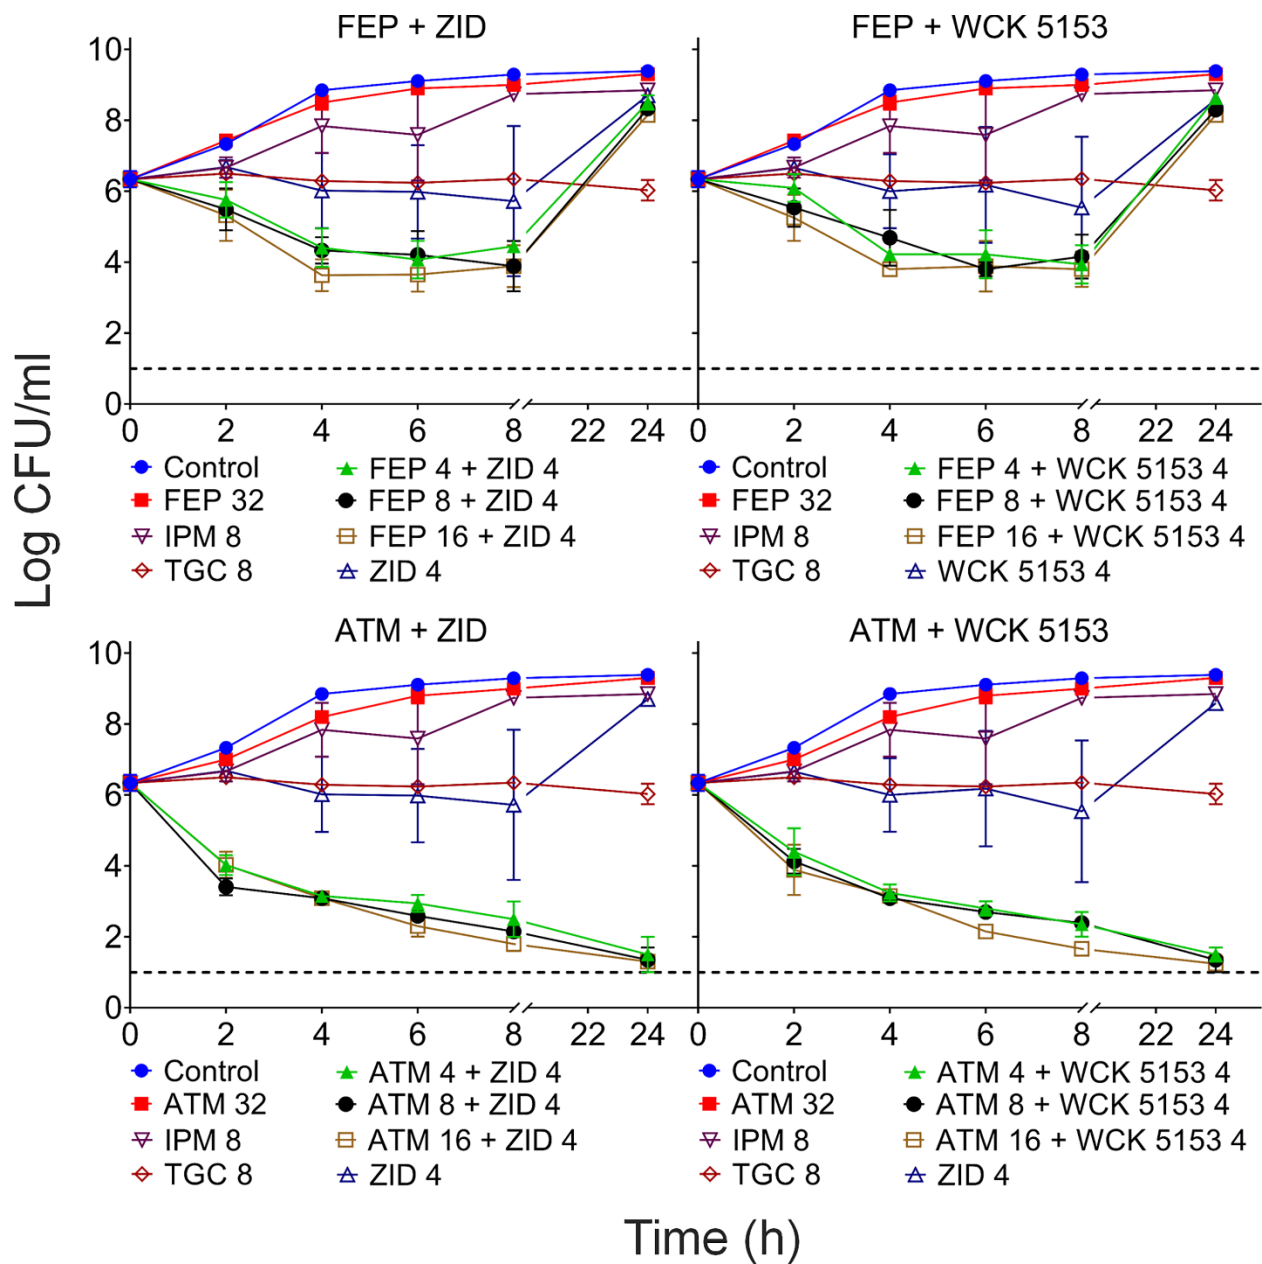 FEP + ZID
FEP + WCK 5153
10
8
6
4
2
0
0 2 4 6 8 22 24
0 2 4 6 8 22 24
Control
FEP 4 + ZID 4
FEP 32
FEP 8 + ZID 4
IPM 8
FEP 16 + ZID 4
TGC 8
ZID 4
Control
FEP 4 + WCK 5153 4
FEP 32
FEP 8 + WCK 5153 4
IPM 8
FEP 16 + WCK 5153 4
TGC 8
WCK 5153 4
Log CFU/ml
ATM + ZID
ATM + WCK 5153
10
8
6
4
2
0
0 2 4 6 8 22 24
0 2 4 6 8 22 24
Control
ATM 4 + ZID 4
ATM 32
ATM 8 + ZID 4
IPM 8
ATM 16 + ZID 4
TGC 8
ZID 4
Control
ATM 4 + WCK 5153 4
ATM 32
ATM 8 + WCK 5153 4
IPM 8
ATM 16 + WCK 5153 4
TGC 8
ZID 4
Time (h)